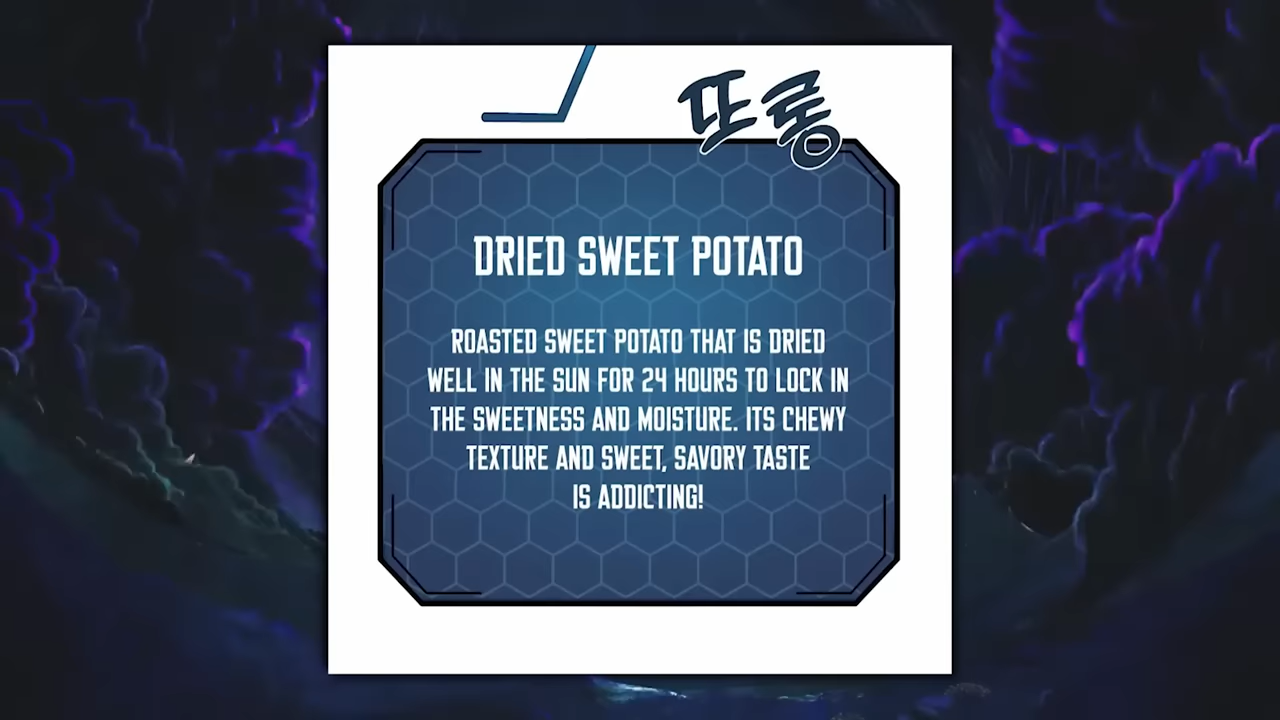 또롱
DRIED SWEET POTATO
ROASTED SWEET POTATO THAT IS DRIED
WELL IN THE SUN FOR 24 HOURS TO LOCK IN
THE SWEETNESS AND MOISTURE. ITS CHEWY
TEXTURE AND SWEET, SAVORY TASTE
IS ADDICTING!